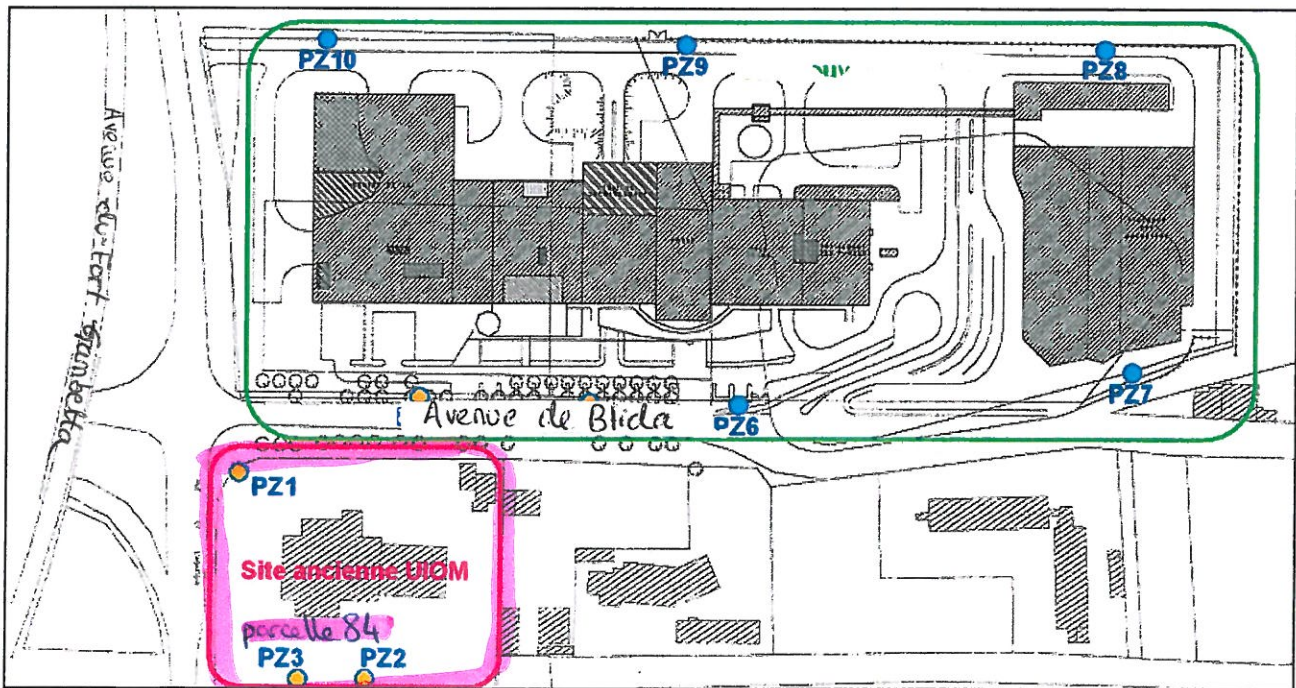 PZ10
PZ9
PZ8
Avenue du Fort Gambetta
PZ7
Avenue de Blida
PZ6
PZ1
Site ancienne UIOM
parcelle 84
PZ3
PZ2